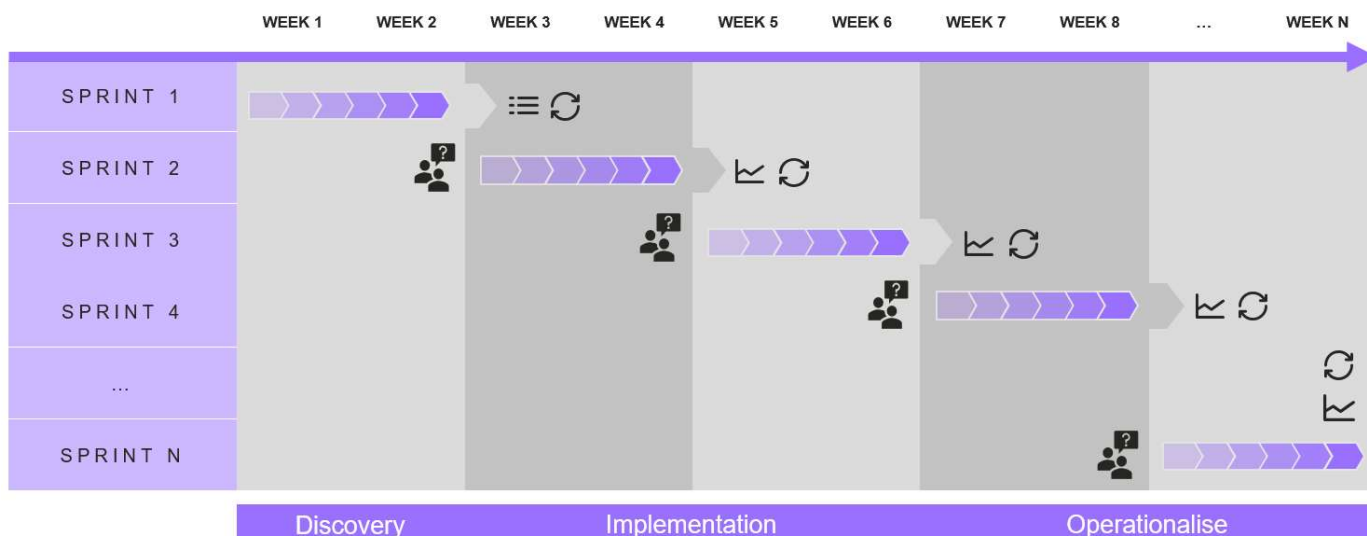 WEEK 1 WEEK 2 WEEK 3 WEEK 4 WEEK 5 WEEK 6 WEEK 7 WEEK 8 ... WEEK N
SPRINT 1
?
SPRINT 2
?
SPRINT 3
?
SPRINT 4
...
?
SPRINT N
Discovery Implementation Operationalise